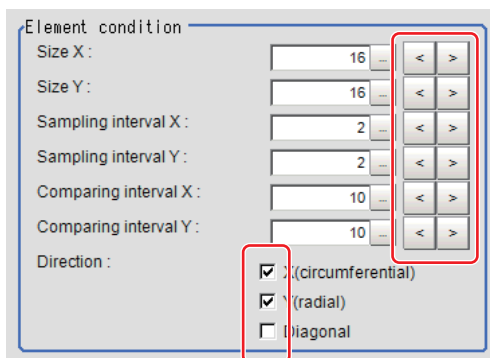 Element condition
Size X : 16 ... < >
Size Y : 16 ... < >
Sampling interval X : 2 ... < >
Sampling interval Y : 2 ... < >
Comparing interval X : 10 ... < >
Comparing interval Y : 10 ... < >
Direction : X(circumferential)
Y(radial)
Diagonal